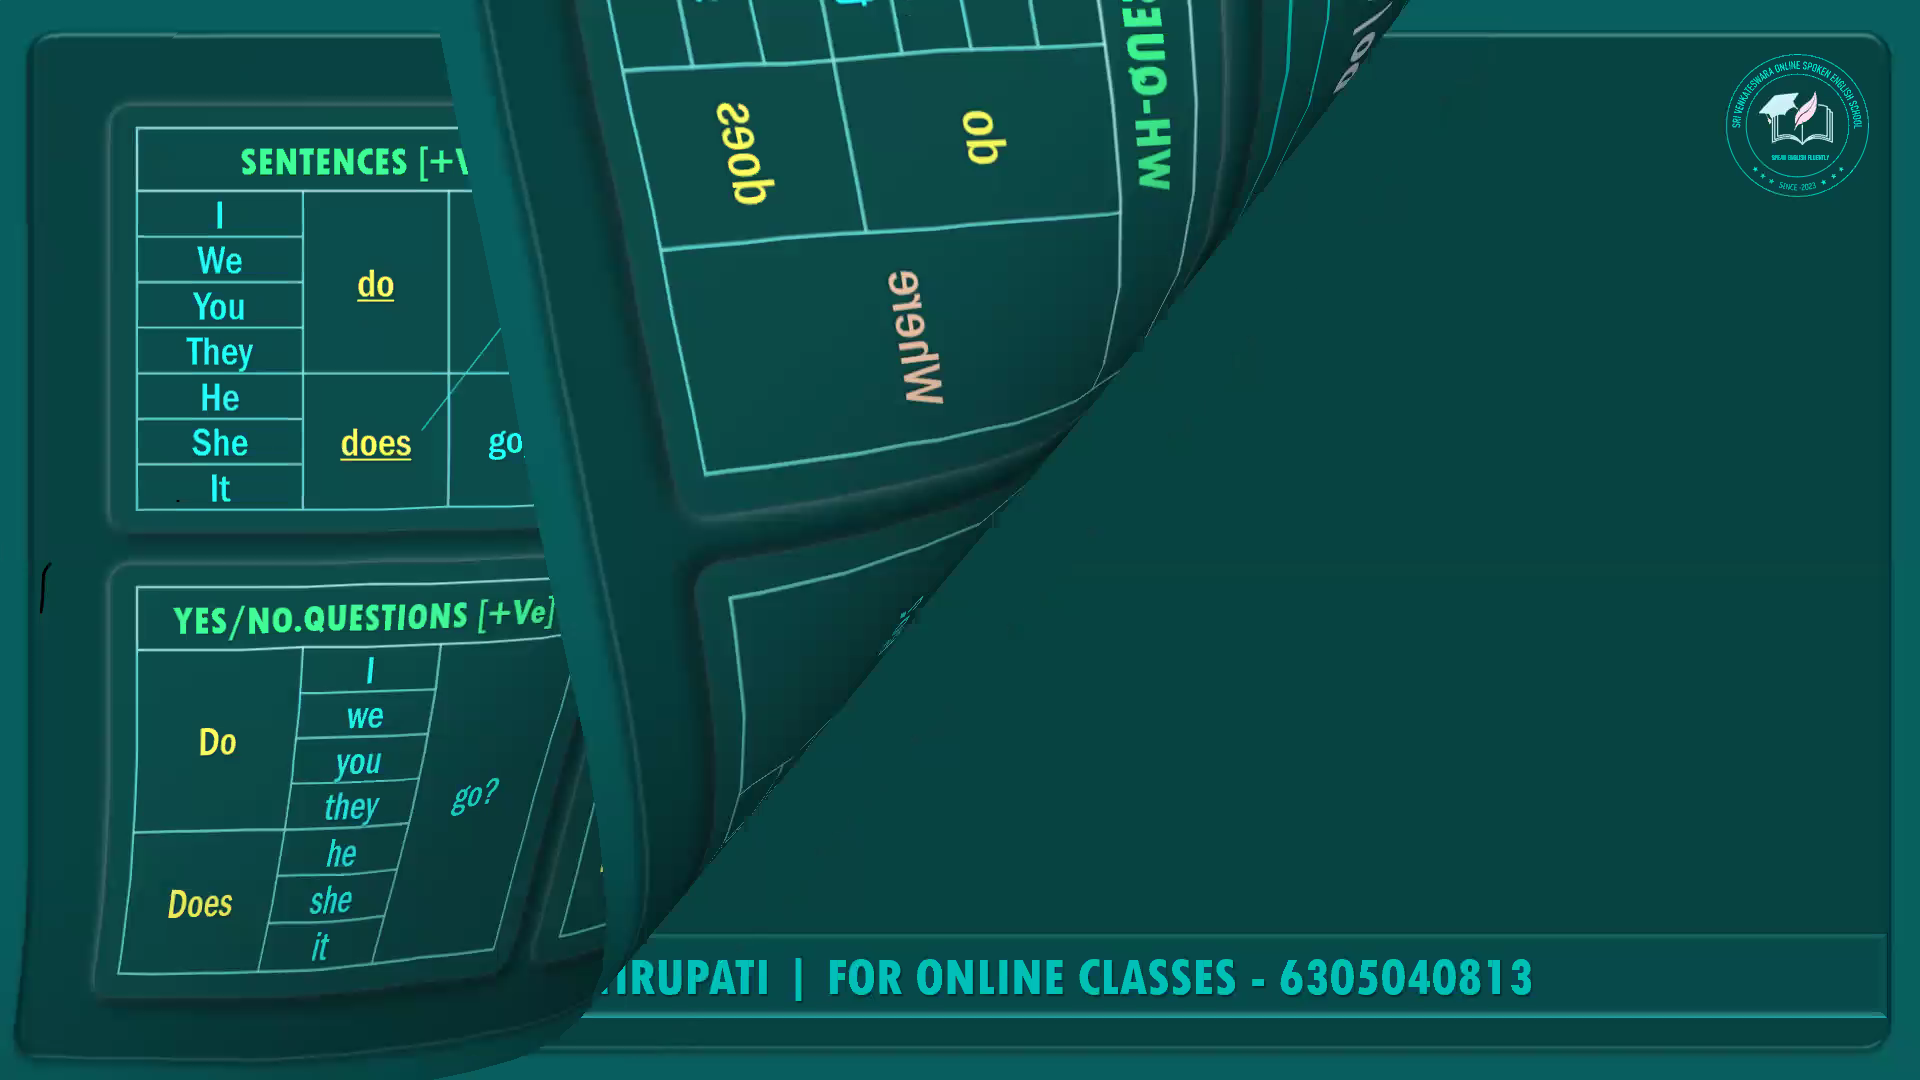 SENTENCES [+V
I
We
You
They
He
She
It
do
does
go
YES/NO.QUESTIONS [+Ve]
Do
Does
I
we
you
they
he
she
it
go?
WH-QUE
do
does
Where
SRI VENKATESWARA ONLINE SPOKEN ENGLISH SCHOOL
SPEAK ENGLISH FLUENTLY
SINCE -2023
IRUPATI | FOR ONLINE CLASSES - 6305040813